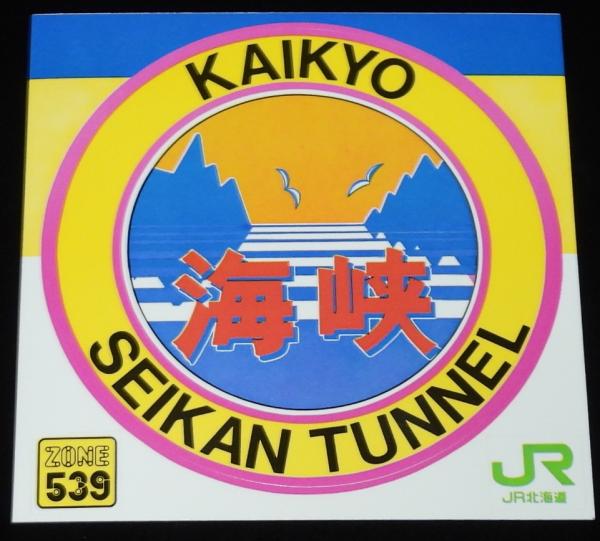 KAIKYO
海峡
SEIKAN TUNNEL
ZONE
539
JR
JR北海道